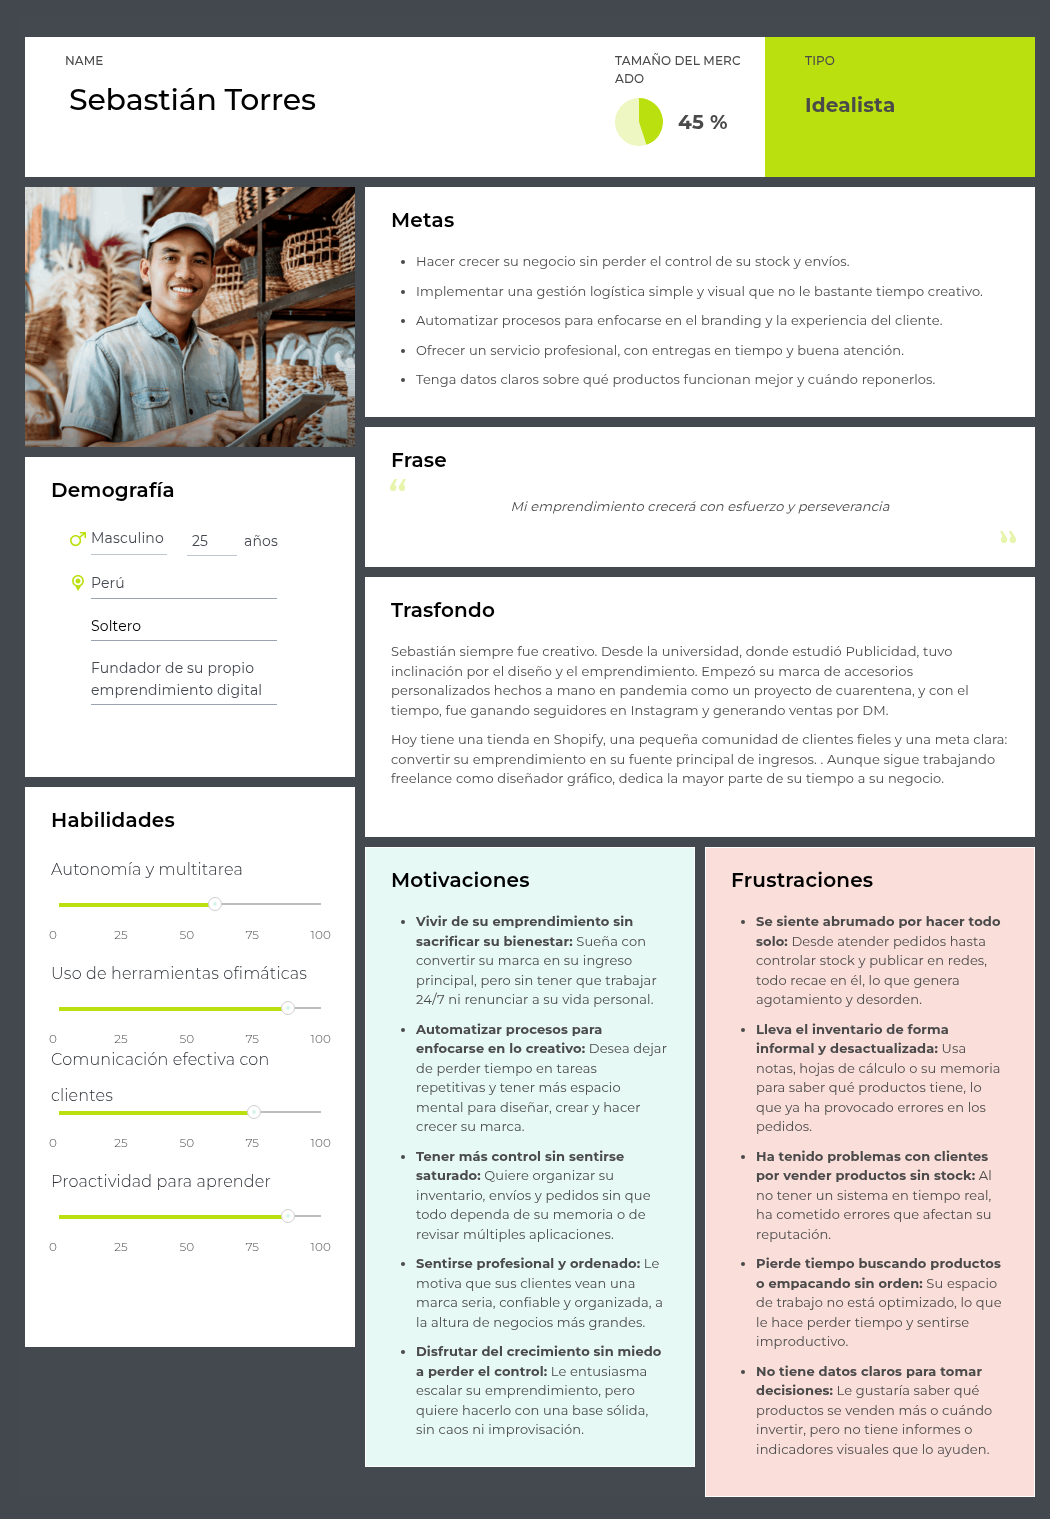 NAME
Sebastián Torres
TAMAÑO DEL MERC
ADO
45 %
TIPO
Idealista
Metas
• Hacer crecer su negocio sin perder el control de su stock y envíos.
• Implementar una gestión logística simple y visual que no le bastante tiempo creativo.
• Automatizar procesos para enfocarse en el branding y la experiencia del cliente.
• Ofrecer un servicio profesional, con entregas en tiempo y buena atención.
• Tenga datos claros sobre qué productos funcionan mejor y cuándo reponerlos.
Frase
“
Mi emprendimiento crecerá con esfuerzo y perseverancia
”
Demografía
Masculino 25 años
Perú
Soltero
Fundador de su propio
emprendimiento digital
Trasfondo
Sebastián siempre fue creativo. Desde la universidad, donde estudió Publicidad, tuvo
inclinación por el diseño y el emprendimiento. Empezó su marca de accesorios
personalizados hechos a mano en pandemia como un proyecto de cuarentena, y con el
tiempo, fue ganando seguidores en Instagram y generando ventas por DM.
Hoy tiene una tienda en Shopify, una pequeña comunidad de clientes fieles y una meta clara:
convertir su emprendimiento en su fuente principal de ingresos. . Aunque sigue trabajando
freelance como diseñador gráfico, dedica la mayor parte de su tiempo a su negocio.
Habilidades
Autonomía y multitarea
0 25 50 75 100
Uso de herramientas ofimáticas
0 25 50 75 100
Comunicación efectiva con
clientes
0 25 50 75 100
Proactividad para aprender
0 25 50 75 100
Motivaciones
• Vivir de su emprendimiento sin
sacrificar su bienestar: Sueña con
convertir su marca en su ingreso
principal, pero sin tener que trabajar
24/7 ni renunciar a su vida personal.
• Automatizar procesos para
enfocarse en lo creativo: Desea dejar
de perder tiempo en tareas
repetitivas y tener más espacio
mental para diseñar, crear y hacer
crecer su marca.
• Tener más control sin sentirse
saturado: Quiere organizar su
inventario, envíos y pedidos sin que
todo dependa de su memoria o de
revisar múltiples aplicaciones.
• Sentirse profesional y ordenado: Le
motiva que sus clientes vean una
marca seria, confiable y organizada, a
la altura de negocios más grandes.
• Disfrutar del crecimiento sin miedo
a perder el control: Le entusiasma
escalar su emprendimiento, pero
quiere hacerlo con una base sólida,
sin caos ni improvisación.
Frustraciones
• Se siente abrumado por hacer todo
solo: Desde atender pedidos hasta
controlar stock y publicar en redes,
todo recae en él, lo que genera
agotamiento y desorden.
• Lleva el inventario de forma
informal y desactualizada: Usa
notas, hojas de cálculo o su memoria
para saber qué productos tiene, lo
que ya ha provocado errores en los
pedidos.
• Ha tenido problemas con clientes
por vender productos sin stock: Al
no tener un sistema en tiempo real,
ha cometido errores que afectan su
reputación.
• Pierde tiempo buscando productos
o empacando sin orden: Su espacio
de trabajo no está optimizado, lo que
le hace perder tiempo y sentirse
improductivo.
• No tiene datos claros para tomar
decisiones: Le gustaría saber qué
productos se venden más o cuándo
invertir, pero no tiene informes o
indicadores visuales que lo ayuden.